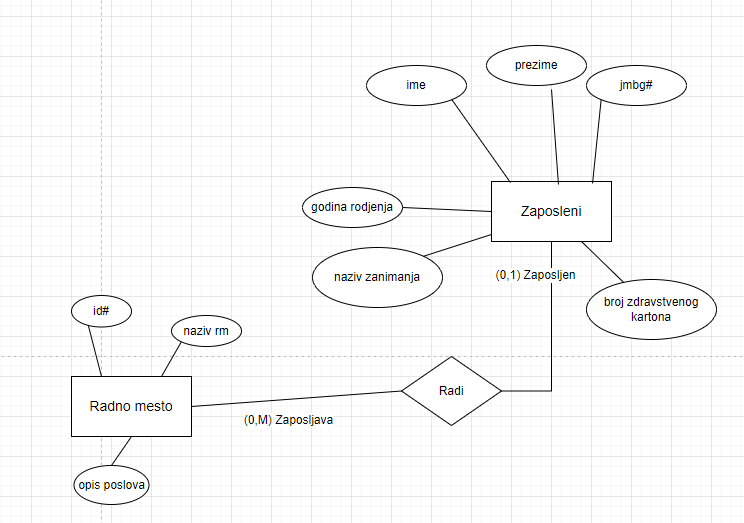 prezime
ime
jmbg#
godina rodjenja
Zaposleni
naziv zanimanja
(0,1) Zaposljen
broj zdravstvenog
kartona
id#
naziv rm
Radi
Radno mesto
(0,M) Zaposljava
opis poslova